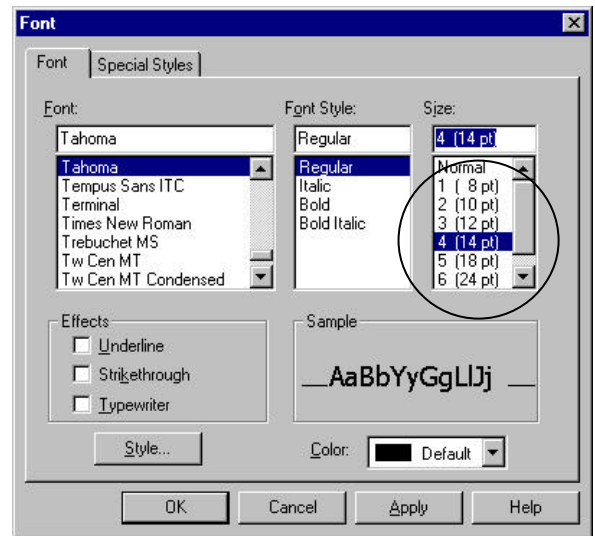 Font
Font Special Styles
Font: Font Style: Size:
Tahoma Regular 4 (14 pt)
Tahoma Regular Normal
Tempus Sans ITC Italic 1 ( 8 pt)
Terminal Bold 2 (10 pt)
Times New Roman Bold Italic 3 (12 pt)
Trebuchet MS 4 (14 pt)
Tw Cen MT 5 (18 pt)
Tw Cen MT Condensed 6 (24 pt)
Effects Sample
Underline
Strikethrough AaBbYyGgLlJj
Typewriter
Style... Color: Default
OK Cancel Apply Help